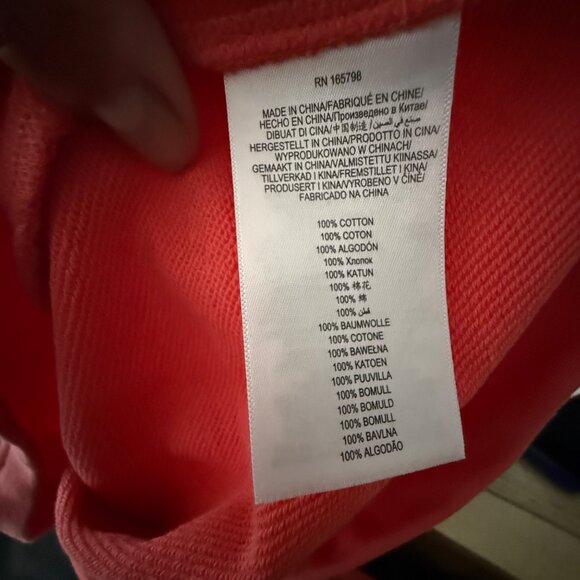 RN 165798
MADE IN CHINA/FABRIQUÉ EN CHINE/
HECHO EN CHINA/Произведено в Китае/
DIBUAT DI CINA/中国制造/صنع في الصين/
HERGESTELLT IN CHINA/PRODOTTO IN CINA/
WYPRODUKOWANO W CHINACH/
GEMAAKT IN CHINA/VALMISTETTU KIINASSA/
TILLVERKAD I KINA/FREMSTILLET I KINA/
PRODUSERT I KINA/VYROBENO V ČÍNĚ/
FABRICADO NA CHINA
100% COTTON
100% COTON
100% ALGODÓN
100% Хлопок
100% KATUN
100% 棉花
100% 綿
100% قطن
100% BAUMWOLLE
100% COTONE
100% BAWEŁNA
100% KATOEN
100% PUUVILLA
100% BOMULL
100% BOMULD
100% BOMULL
100% BAVLNA
100% ALGODÃO